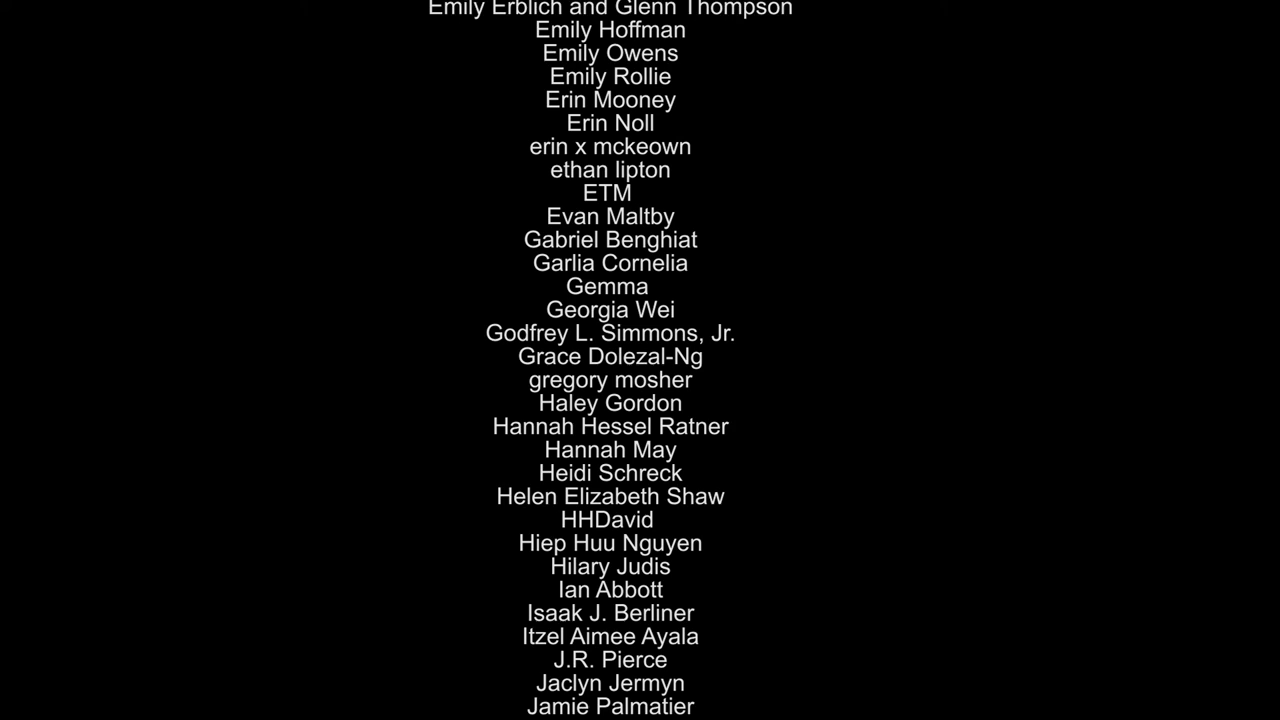 Emily Erblich and Glenn Thompson
Emily Hoffman
Emily Owens
Emily Rollie
Erin Mooney
Erin Noll
erin x mckeown
ethan lipton
ETM
Evan Maltby
Gabriel Benghiat
Garlia Cornelia
Gemma
Georgia Wei
Godfrey L. Simmons, Jr.
Grace Dolezal-Ng
gregory mosher
Haley Gordon
Hannah Hessel Ratner
Hannah May
Heidi Schreck
Helen Elizabeth Shaw
HHDavid
Hiep Huu Nguyen
Hilary Judis
Ian Abbott
Isaak J. Berliner
Itzel Aimee Ayala
J.R. Pierce
Jaclyn Jermyn
Jamie Palmatier